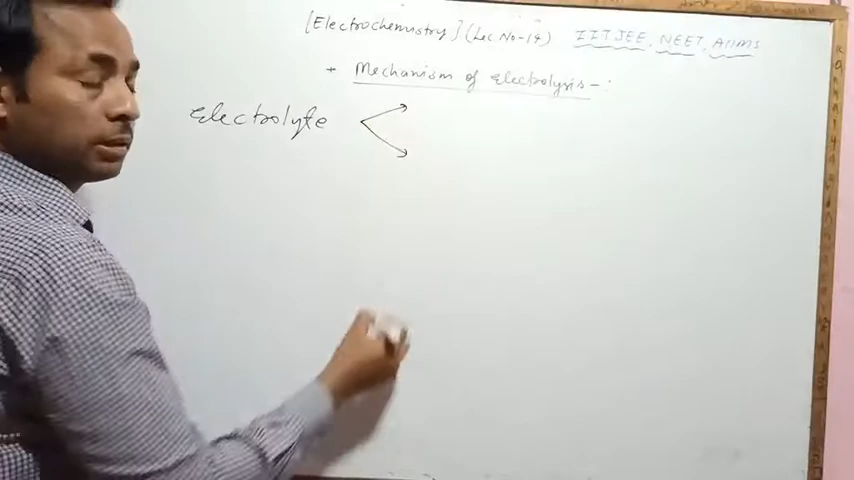 [Electrochemistry] (Lec No-14) IITJEE, NEET, AIIMS
+ Mechanism of electrolysis - :
Electrolyte